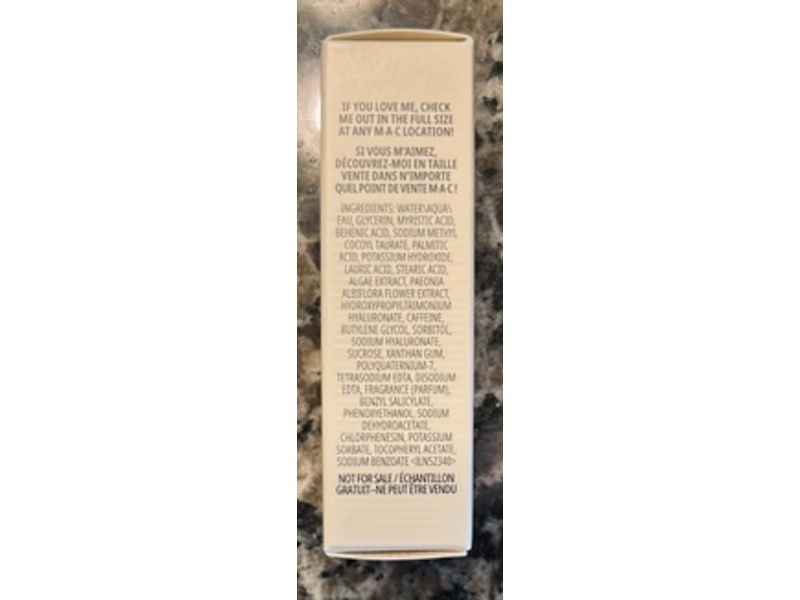 IF YOU LOVE ME, CHECK
ME OUT IN THE FULL SIZE
AT ANY M·A·C LOCATION!
SI VOUS M'AIMEZ,
DÉCOUVREZ-MOI EN TAILLE
VENTE DANS N'IMPORTE
QUEL POINT DE VENTE M·A·C !
INGREDIENTS: WATER\AQUA\
EAU, GLYCERIN, MYRISTIC ACID,
BEHENIC ACID, SODIUM METHYL
COCOYL TAURATE, PALMITIC
ACID, POTASSIUM HYDROXIDE,
LAURIC ACID, STEARIC ACID,
ALGAE EXTRACT, PAEONIA
ALBIFLORA FLOWER EXTRACT,
HYDROXYPROPYLTRIMONIUM
HYALURONATE, CAFFEINE,
BUTYLENE GLYCOL, SORBITOL,
SODIUM HYALURONATE,
SUCROSE, XANTHAN GUM,
POLYQUATERNIUM-7,
TETRASODIUM EDTA, DISODIUM
EDTA, FRAGRANCE (PARFUM),
BENZYL SALICYLATE,
PHENOXYETHANOL, SODIUM
DEHYDROACETATE,
CHLORPHENESIN, POTASSIUM
SORBATE, TOCOPHERYL ACETATE,
SODIUM BENZOATE <ILN52340>
NOT FOR SALE / ÉCHANTILLON
GRATUIT–NE PEUT ÊTRE VENDU